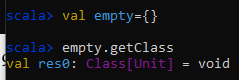 scala> val empty={}
scala> empty.getClass
val res0: Class[Unit] = void